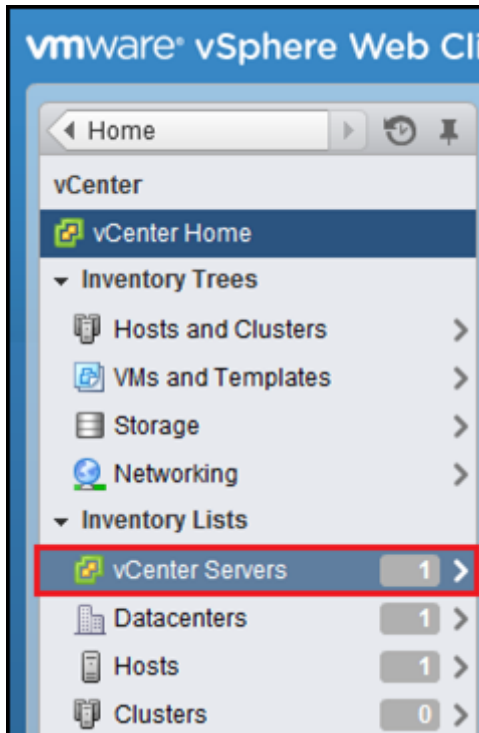 vmware® vSphere Web Cli
Home
vCenter
vCenter Home
Inventory Trees
Hosts and Clusters
VMs and Templates
Storage
Networking
Inventory Lists
vCenter Servers 1
Datacenters 1
Hosts 1
Clusters 0